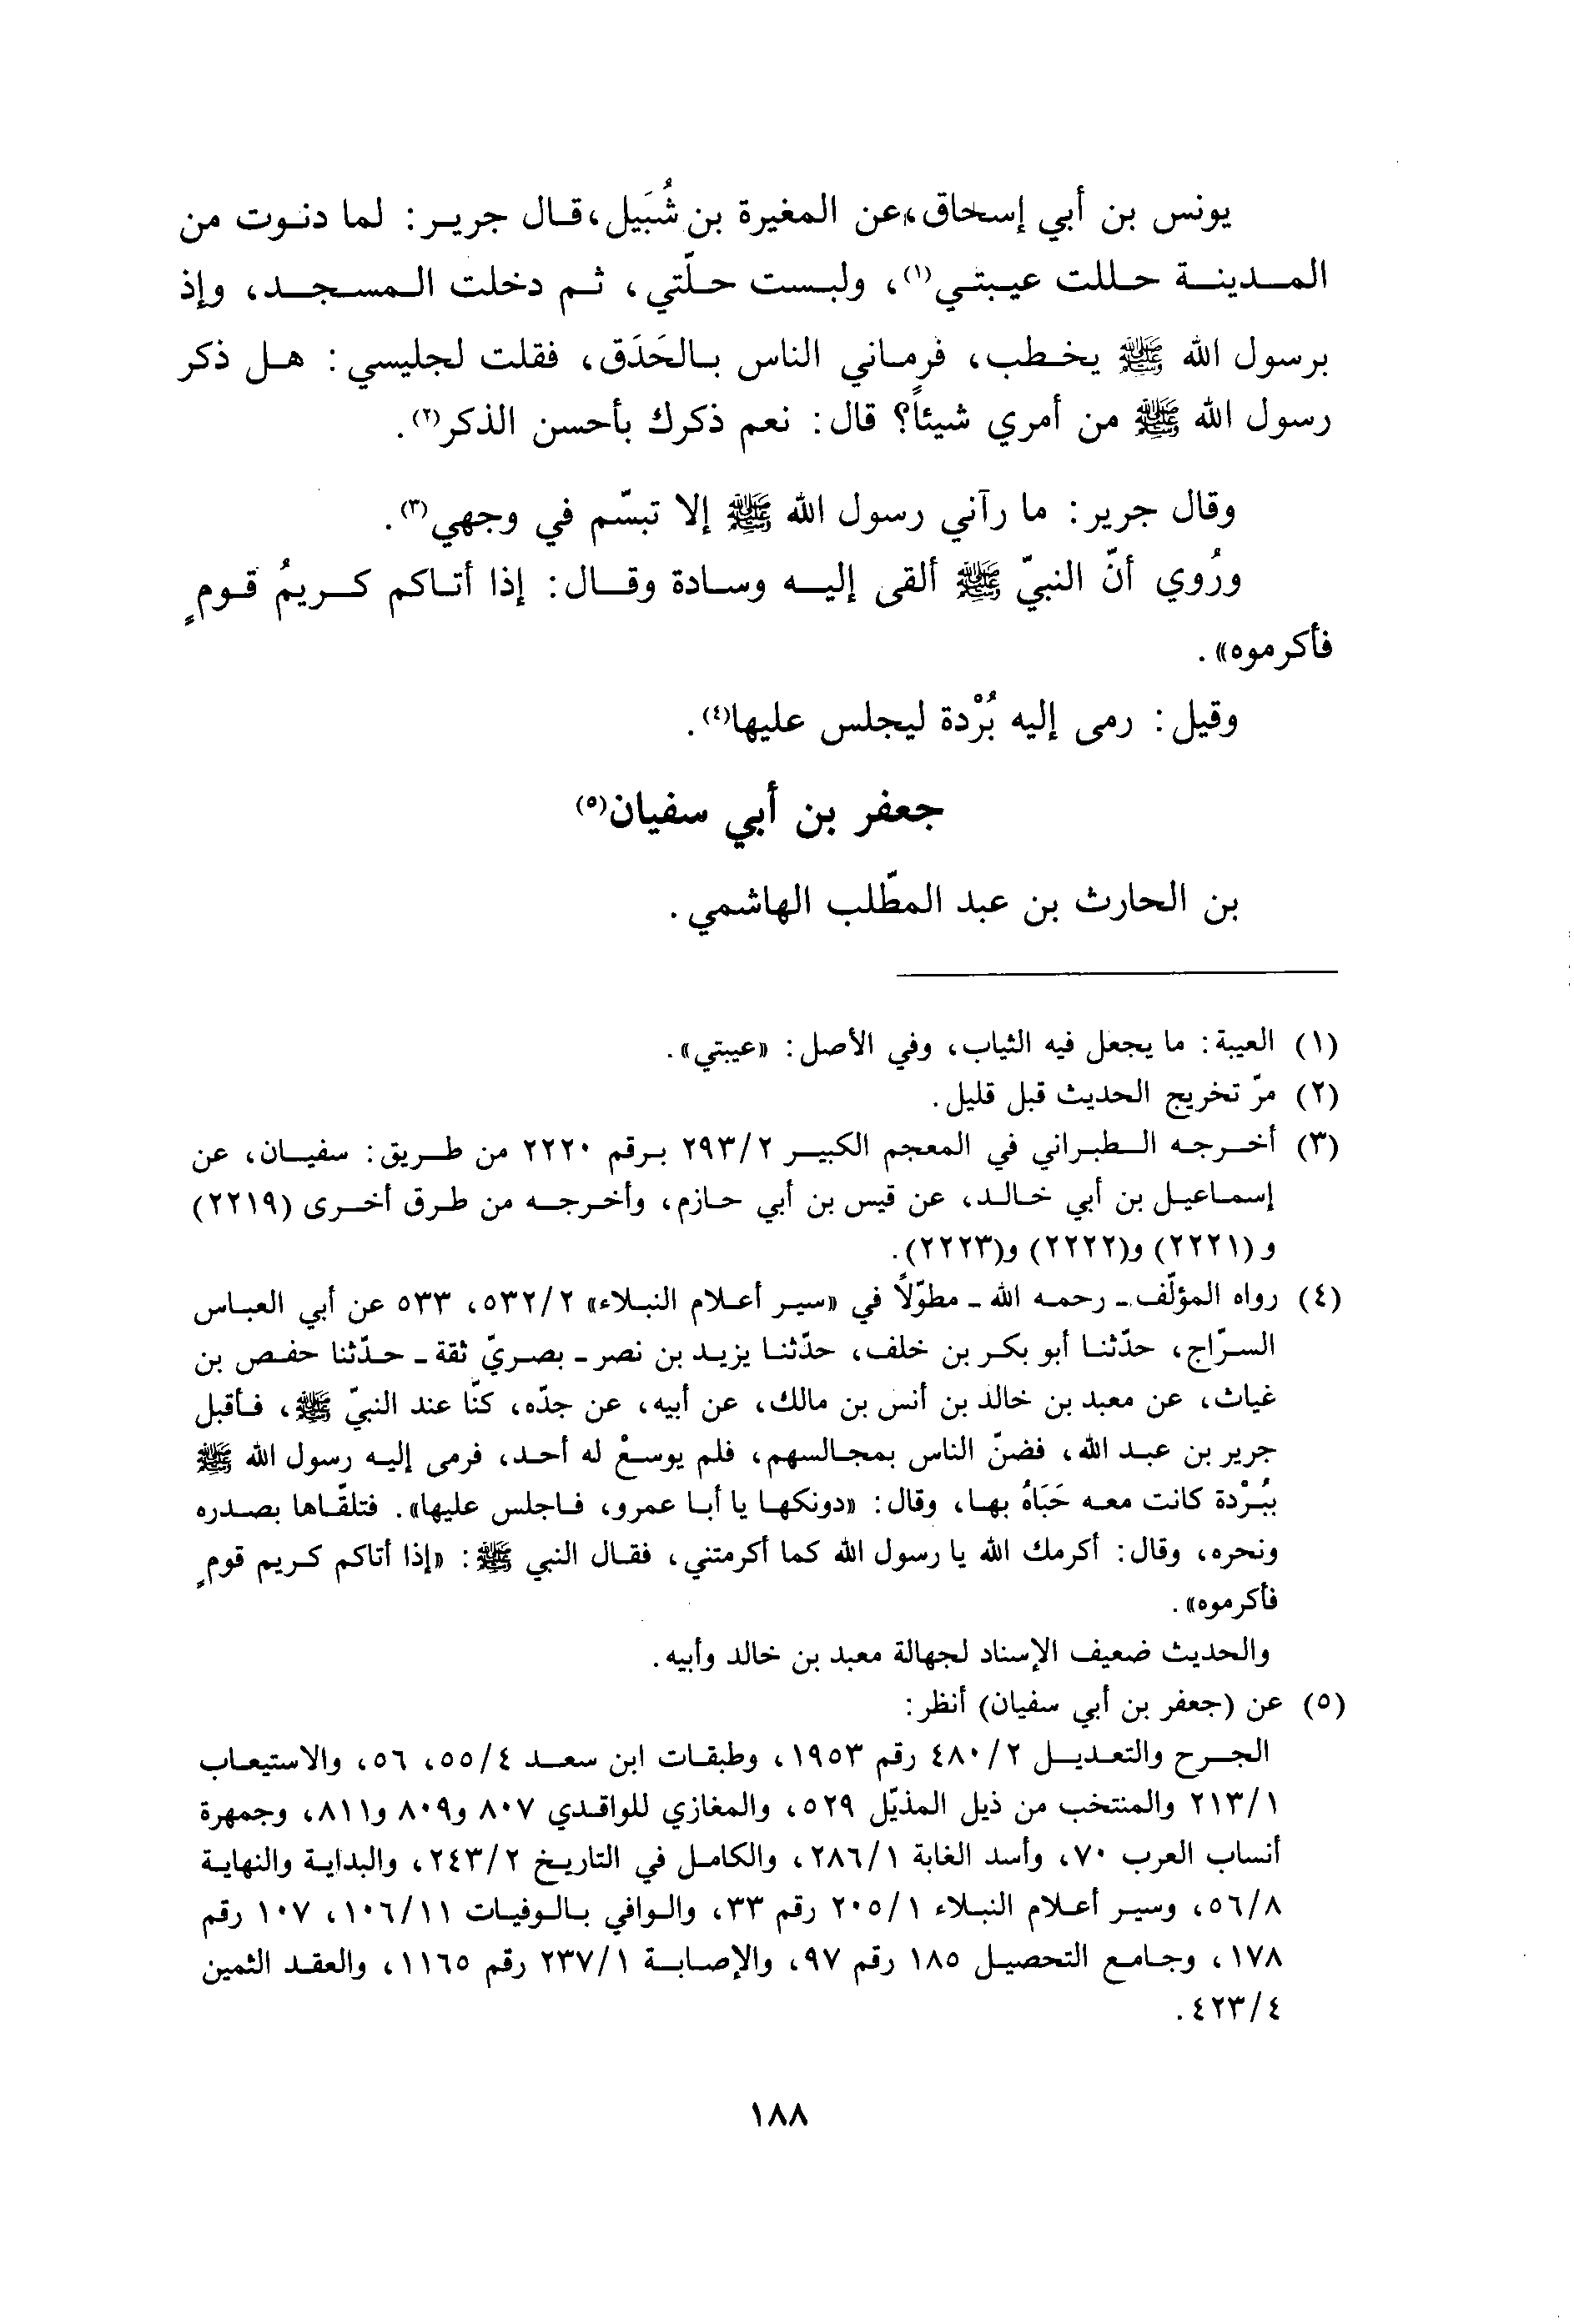 يونس بن أبي إسحاق، عن المغيرة بن شُبَيل، قال جرير: لما دنوت من
المدينة حللت عيبتي(١)، ولبست حلّتي، ثم دخلت المسجد، وإذ
برسول الله ﷺ يخطب، فرماني الناس بالحَدَق، فقلت لجليسي: هل ذكر
رسول الله ﷺ من أمري شيئاً؟ قال: نعم ذكرك بأحسن الذكر(٢).
وقال جرير: ما رآني رسول الله ﷺ إلا تبسّم في وجهي(٣).
ورُوي أنّ النبيّ ﷺ ألقى إليه وسادة وقال: إذا أتاكم كريمُ قومٍ
فأكرموه».
وقيل: رمى إليه بُرْدة ليجلس عليها(٤).
جعفر بن أبي سفيان(٥)
بن الحارث بن عبد المطّلب الهاشمي.
(١) العيبة: ما يجعل فيه الثياب، وفي الأصل: «عيبتي».
(٢) مرّ تخريج الحديث قبل قليل.
(٣) أخرجه الطبراني في المعجم الكبير ٢٩٣/٢ برقم ٢٢٢٠ من طريق: سفيان، عن
إسماعيل بن أبي خالد، عن قيس بن أبي حازم، وأخرجه من طرق أخرى (٢٢١٩)
و (٢٢٢١) و(٢٢٢٢) و(٢٢٢٣).
(٤) رواه المؤلّف ـ رحمه الله ـ مطوّلًا في «سير أعلام النبلاء» ٥٣٢/٢، ٥٣٣ عن أبي العباس
السرّاج، حدّثنا أبو بكر بن خلف، حدّثنا يزيد بن نصر ـ بصريّ ثقة ـ حدّثنا حفص بن
غياث، عن معبد بن خالد بن أنس بن مالك، عن أبيه، عن جدّه، كنّا عند النبيّ ﷺ، فأقبل
جرير بن عبد الله، فضنّ الناس بمجالسهم، فلم يوسعْ له أحد، فرمى إليه رسول الله ﷺ
ببُرْدة كانت معه حَبَاهُ بها، وقال: «دونكها يا أبا عمرو، فاجلس عليها». فتلقّاها بصدره
ونحره، وقال: أكرمك الله يا رسول الله كما أكرمتني، فقال النبي ﷺ: «إذا أتاكم كريم قومٍ
فأكرموه».
والحديث ضعيف الإسناد لجهالة معبد بن خالد وأبيه.
(٥) عن (جعفر بن أبي سفيان) أنظر:
الجرح والتعديل ٤٨٠/٢ رقم ١٩٥٣، وطبقات ابن سعد ٥٥/٤، ٥٦، والاستيعاب
٢١٣/١ والمنتخب من ذيل المذيّل ٥٢٩، والمغازي للواقدي ٨٠٧ و٨٠٩ و٨١١، وجمهرة
أنساب العرب ٧٠، وأسد الغابة ٢٨٦/١، والكامل في التاريخ ٢٤٣/٢، والبداية والنهاية
٥٦/٨، وسير أعلام النبلاء ٢٠٥/١ رقم ٣٣، والوافي بالوفيات ١٠٦/١١، ١٠٧ رقم
١٧٨، وجامع التحصيل ١٨٥ رقم ٩٧، والإصابة ٢٣٧/١ رقم ١١٦٥، والعقد الثمين
٤٢٣/٤.
١٨٨